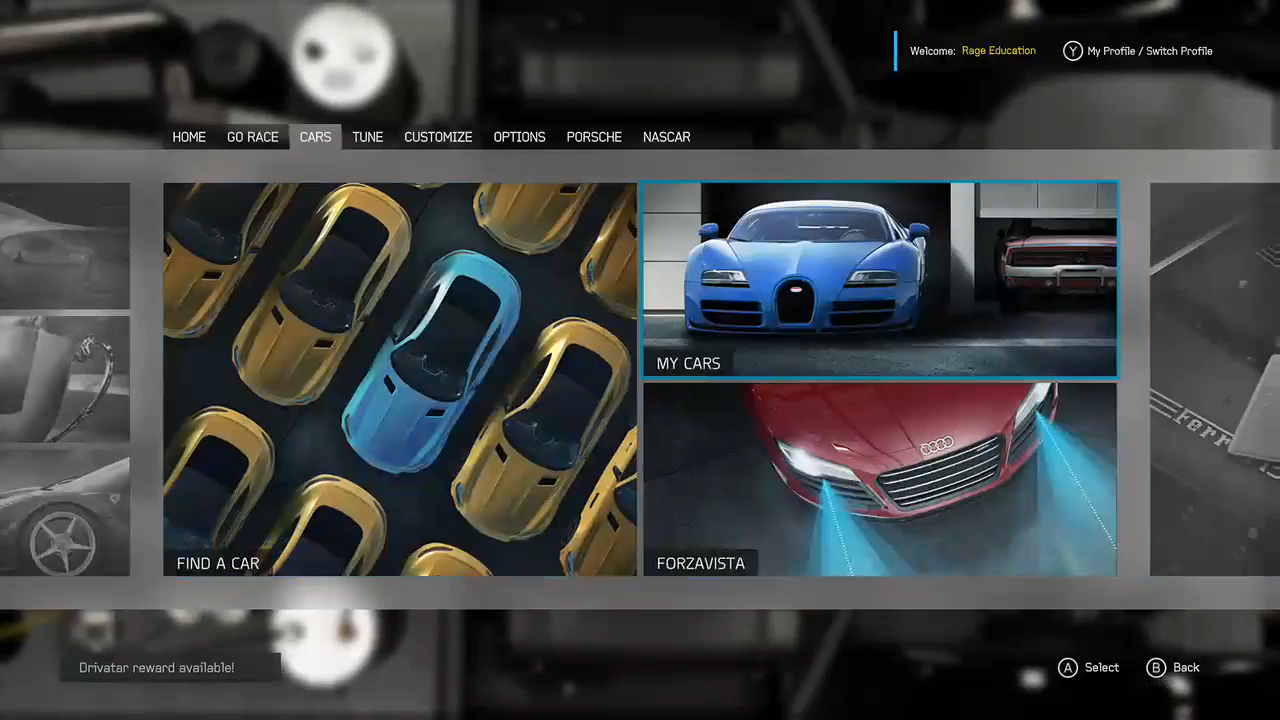 Welcome: Rage Education
Y My Profile / Switch Profile
HOME GO RACE CARS TUNE CUSTOMIZE OPTIONS PORSCHE NASCAR
MY CARS
Ferr
FIND A CAR
FORZAVISTA
Drivatar reward available!
A Select B Back